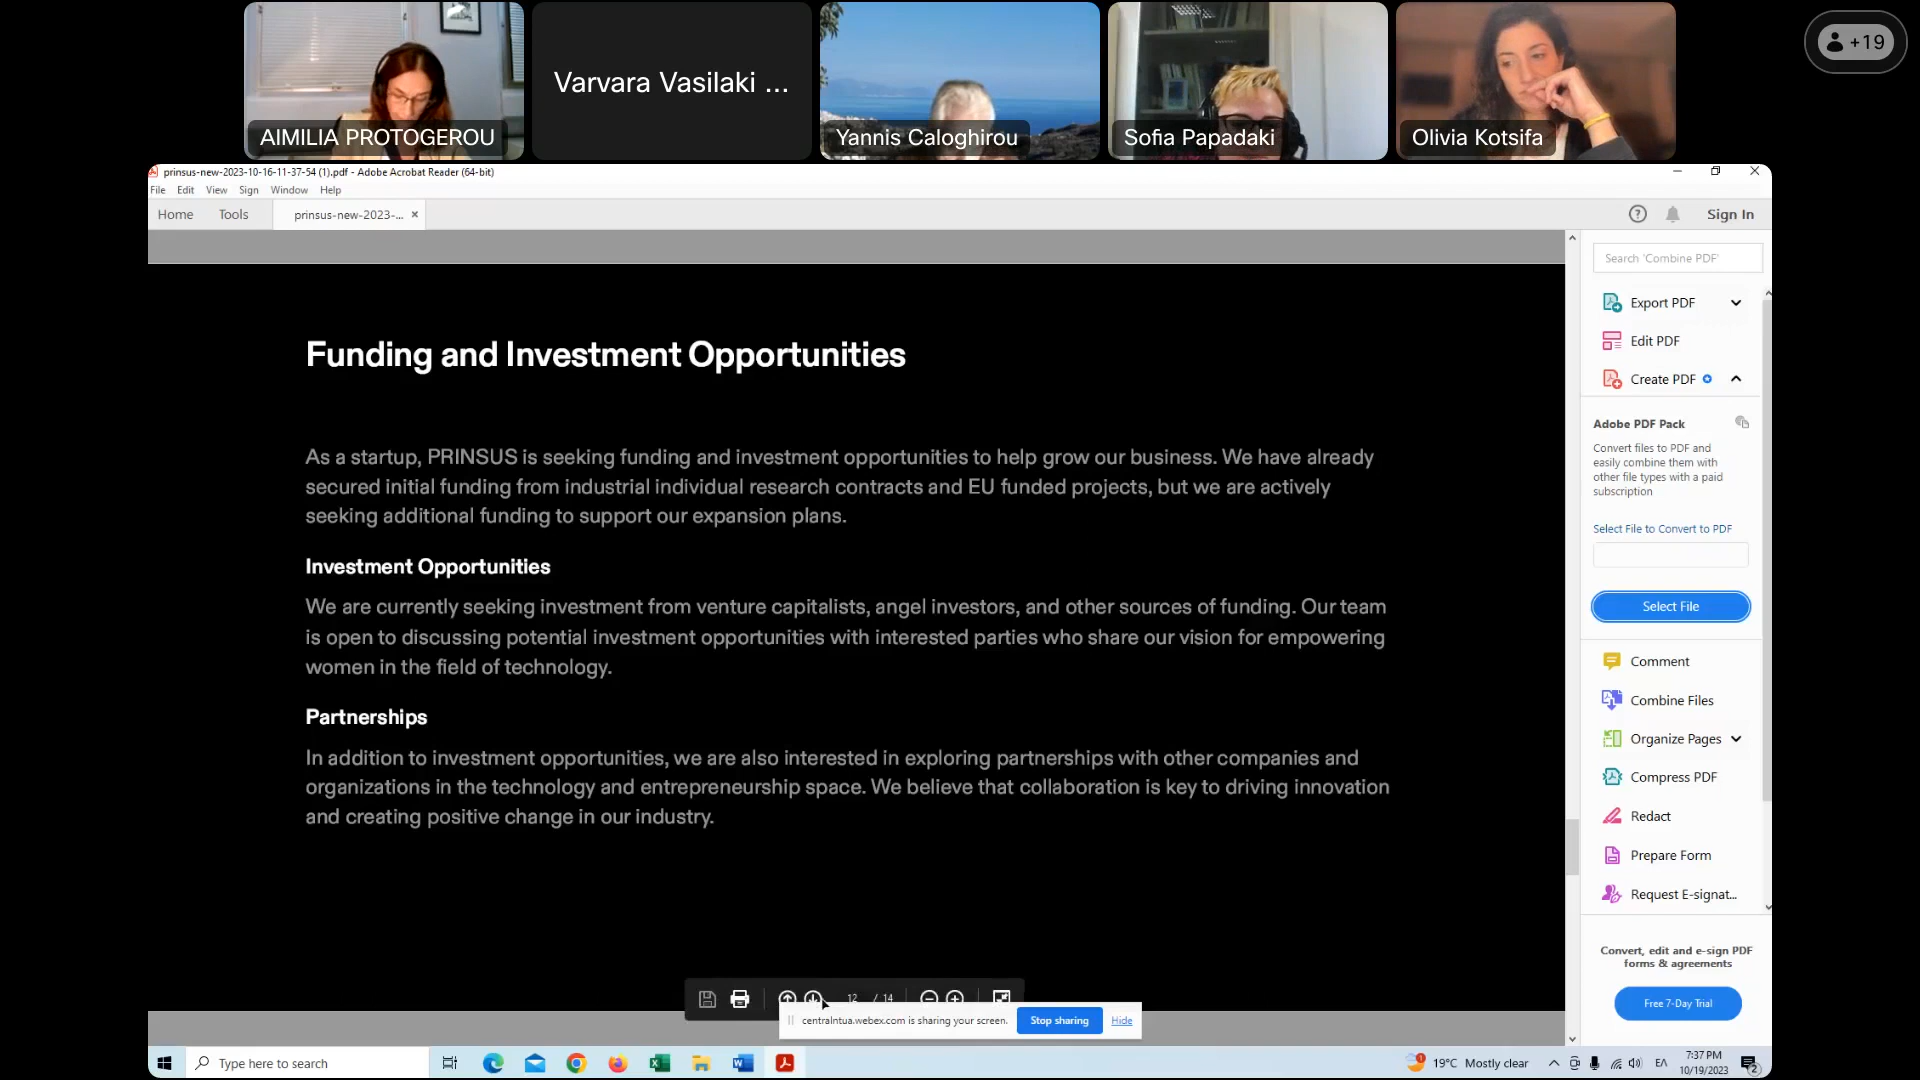 AIMILIA PROTOGEROU
Varvara Vasilaki ...
Yannis Caloghirou
Sofia Papadaki
Olivia Kotsifa
+19
prinsus-new-2023-10-16-11-37-54 (1).pdf - Adobe Acrobat Reader (64-bit)
File Edit View Sign Window Help
Home Tools prinsus-new-2023-... × Sign In
Search 'Combine PDF'
Export PDF
Edit PDF
Create PDF
Adobe PDF Pack
Convert files to PDF and
easily combine them with
other file types with a paid
subscription
Select File to Convert to PDF
Select File
Comment
Combine Files
Organize Pages
Compress PDF
Redact
Prepare Form
Request E-signat...
Convert, edit and e-sign PDF
forms & agreements
Free 7-Day Trial
Funding and Investment Opportunities
As a startup, PRINSUS is seeking funding and investment opportunities to help grow our business. We have already
secured initial funding from industrial individual research contracts and EU funded projects, but we are actively
seeking additional funding to support our expansion plans.
Investment Opportunities
We are currently seeking investment from venture capitalists, angel investors, and other sources of funding. Our team
is open to discussing potential investment opportunities with interested parties who share our vision for empowering
women in the field of technology.
Partnerships
In addition to investment opportunities, we are also interested in exploring partnerships with other companies and
organizations in the technology and entrepreneurship space. We believe that collaboration is key to driving innovation
and creating positive change in our industry.
12 / 14
centralntua.webex.com is sharing your screen. Stop sharing Hide
Type here to search
19°C Mostly clear
ΕΛ
7:37 PM
10/19/2023
2